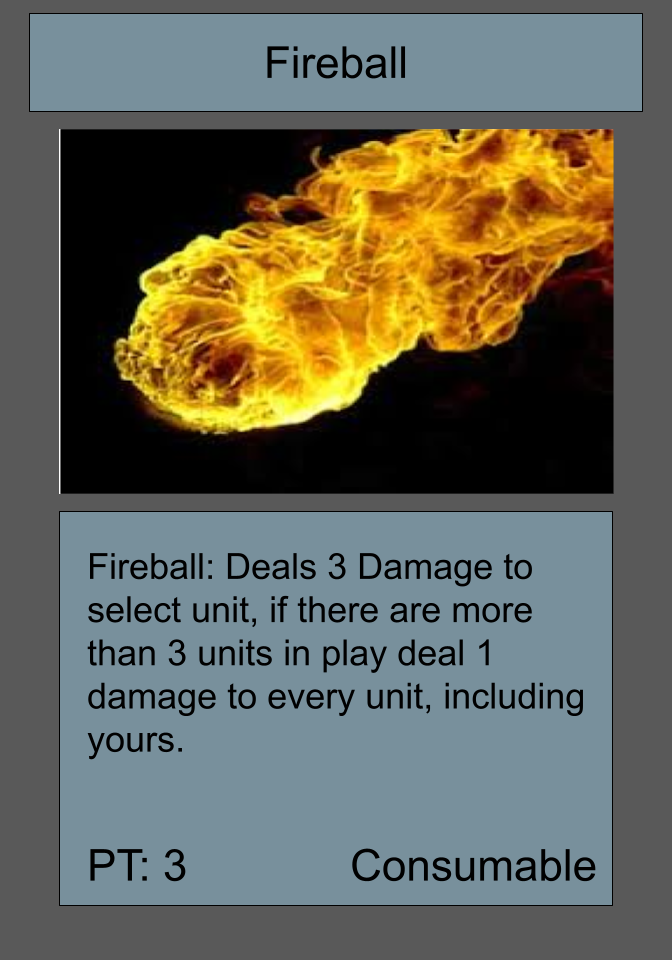 Fireball
Fireball: Deals 3 Damage to
select unit, if there are more
than 3 units in play deal 1
damage to every unit, including
yours.
PT: 3 Consumable